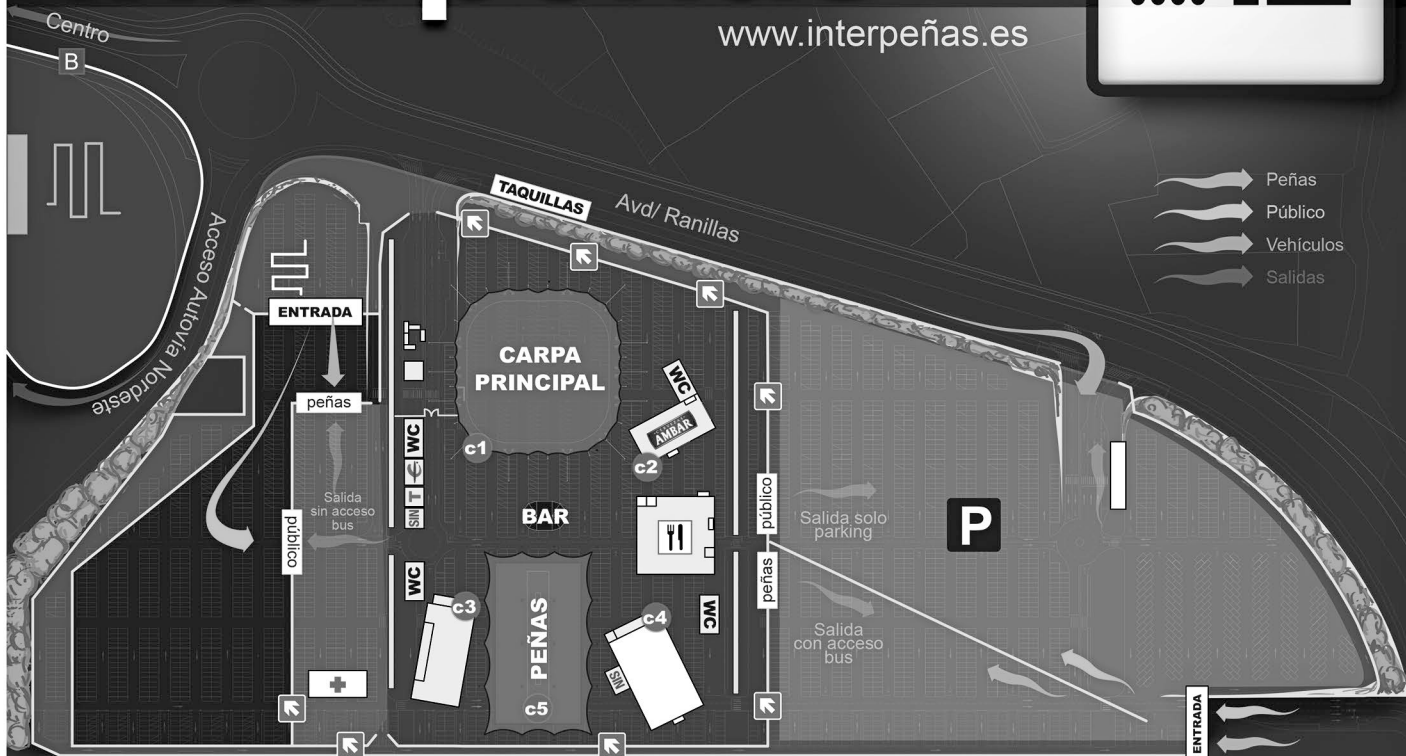 Centro
B
www.interpeñas.es
Peñas
Público
Vehículos
Salidas
TAQUILLAS
Avd/ Ranillas
Acceso Autovía Nordeste
ENTRADA
peñas
CARPA
PRINCIPAL
WC
AMBAR
c1
c2
WC
€
T
SIN
Salida
sin acceso
bus
público
BAR
público
peñas
Salida solo
parking
P
WC
c3
PEÑAS
c4
WC
SIN
c5
Salida
con acceso
bus
ENTRADA